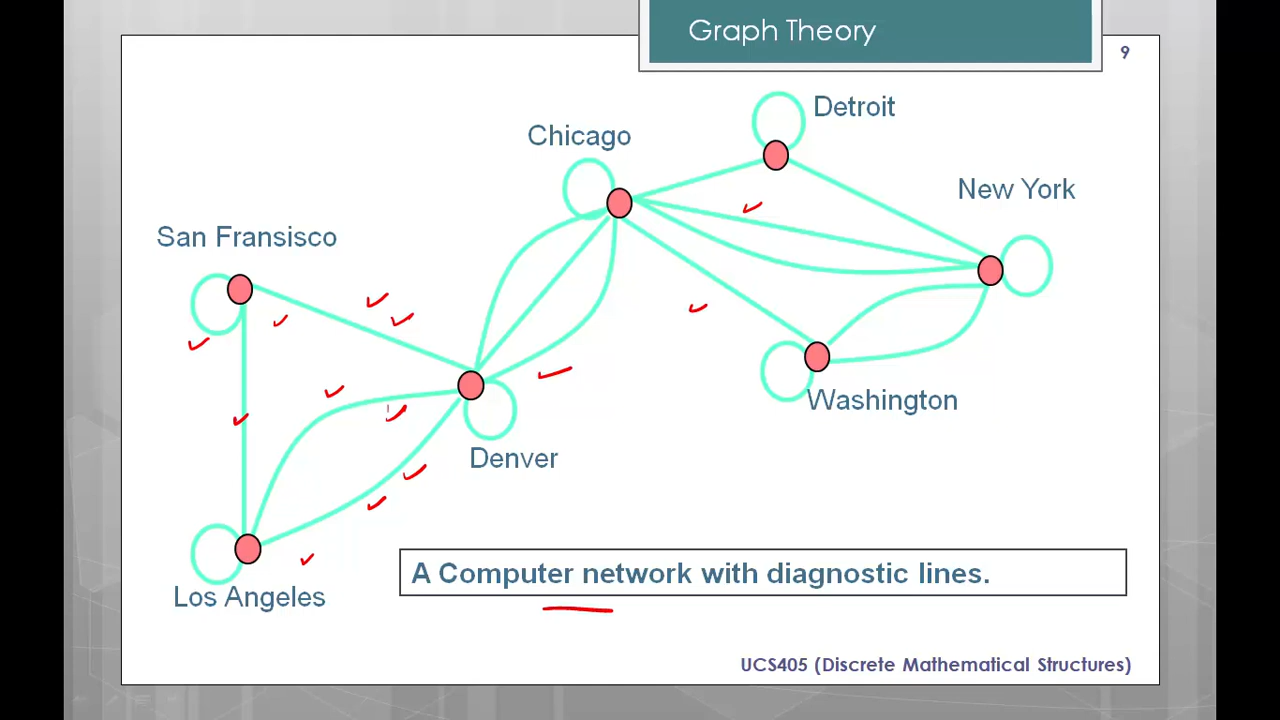 Graph Theory
9
Detroit
Chicago
New York
San Fransisco
Washington
Denver
A Computer network with diagnostic lines.
Los Angeles
UCS405 (Discrete Mathematical Structures)